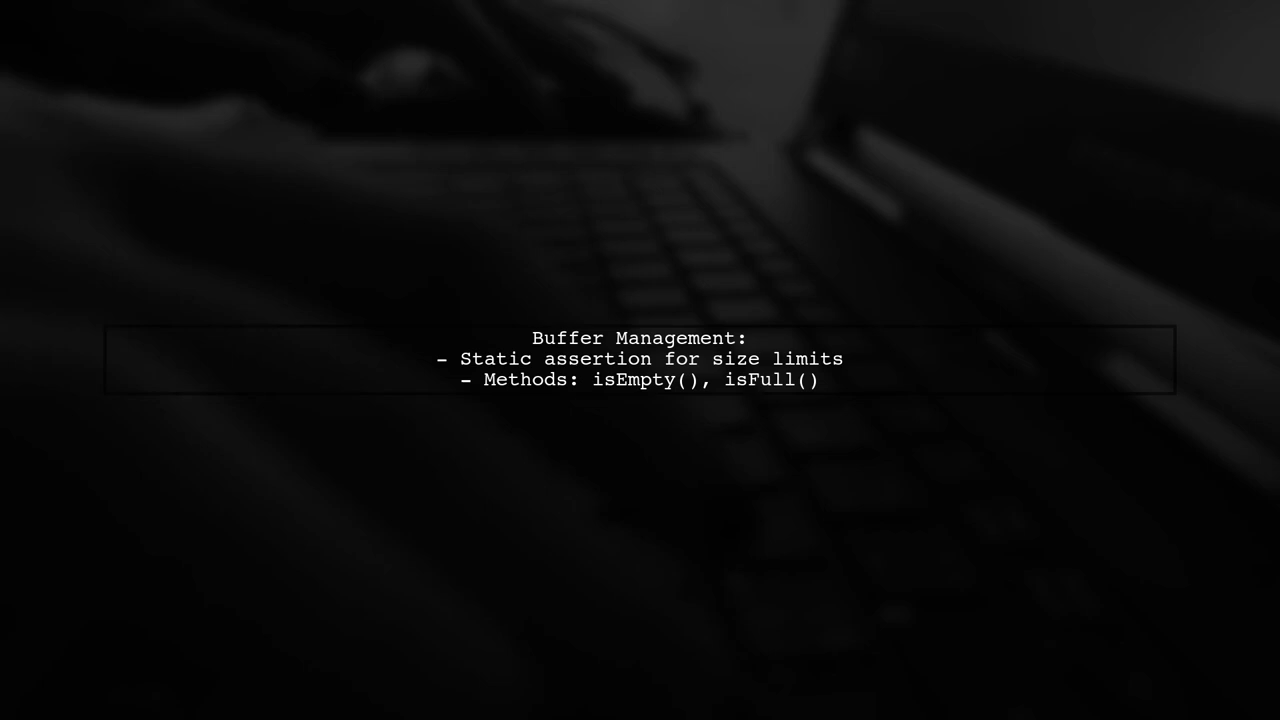 Buffer Management:
- Static assertion for size limits
- Methods: isEmpty(), isFull()